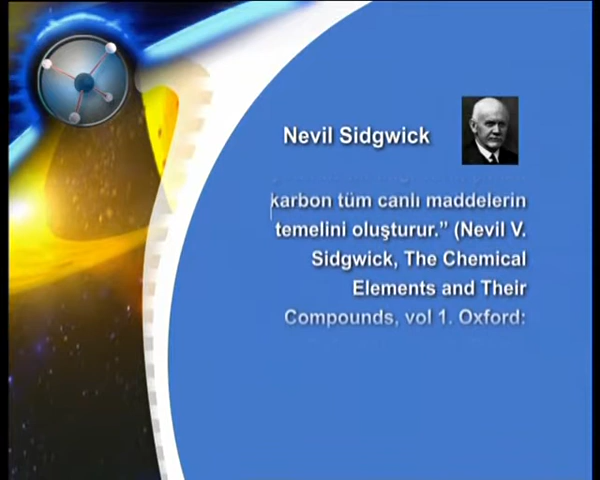 Nevil Sidgwick
karbon tüm canlı maddelerin
temelini oluşturur.” (Nevil V.
Sidgwick, The Chemical
Elements and Their
Compounds, vol 1. Oxford: